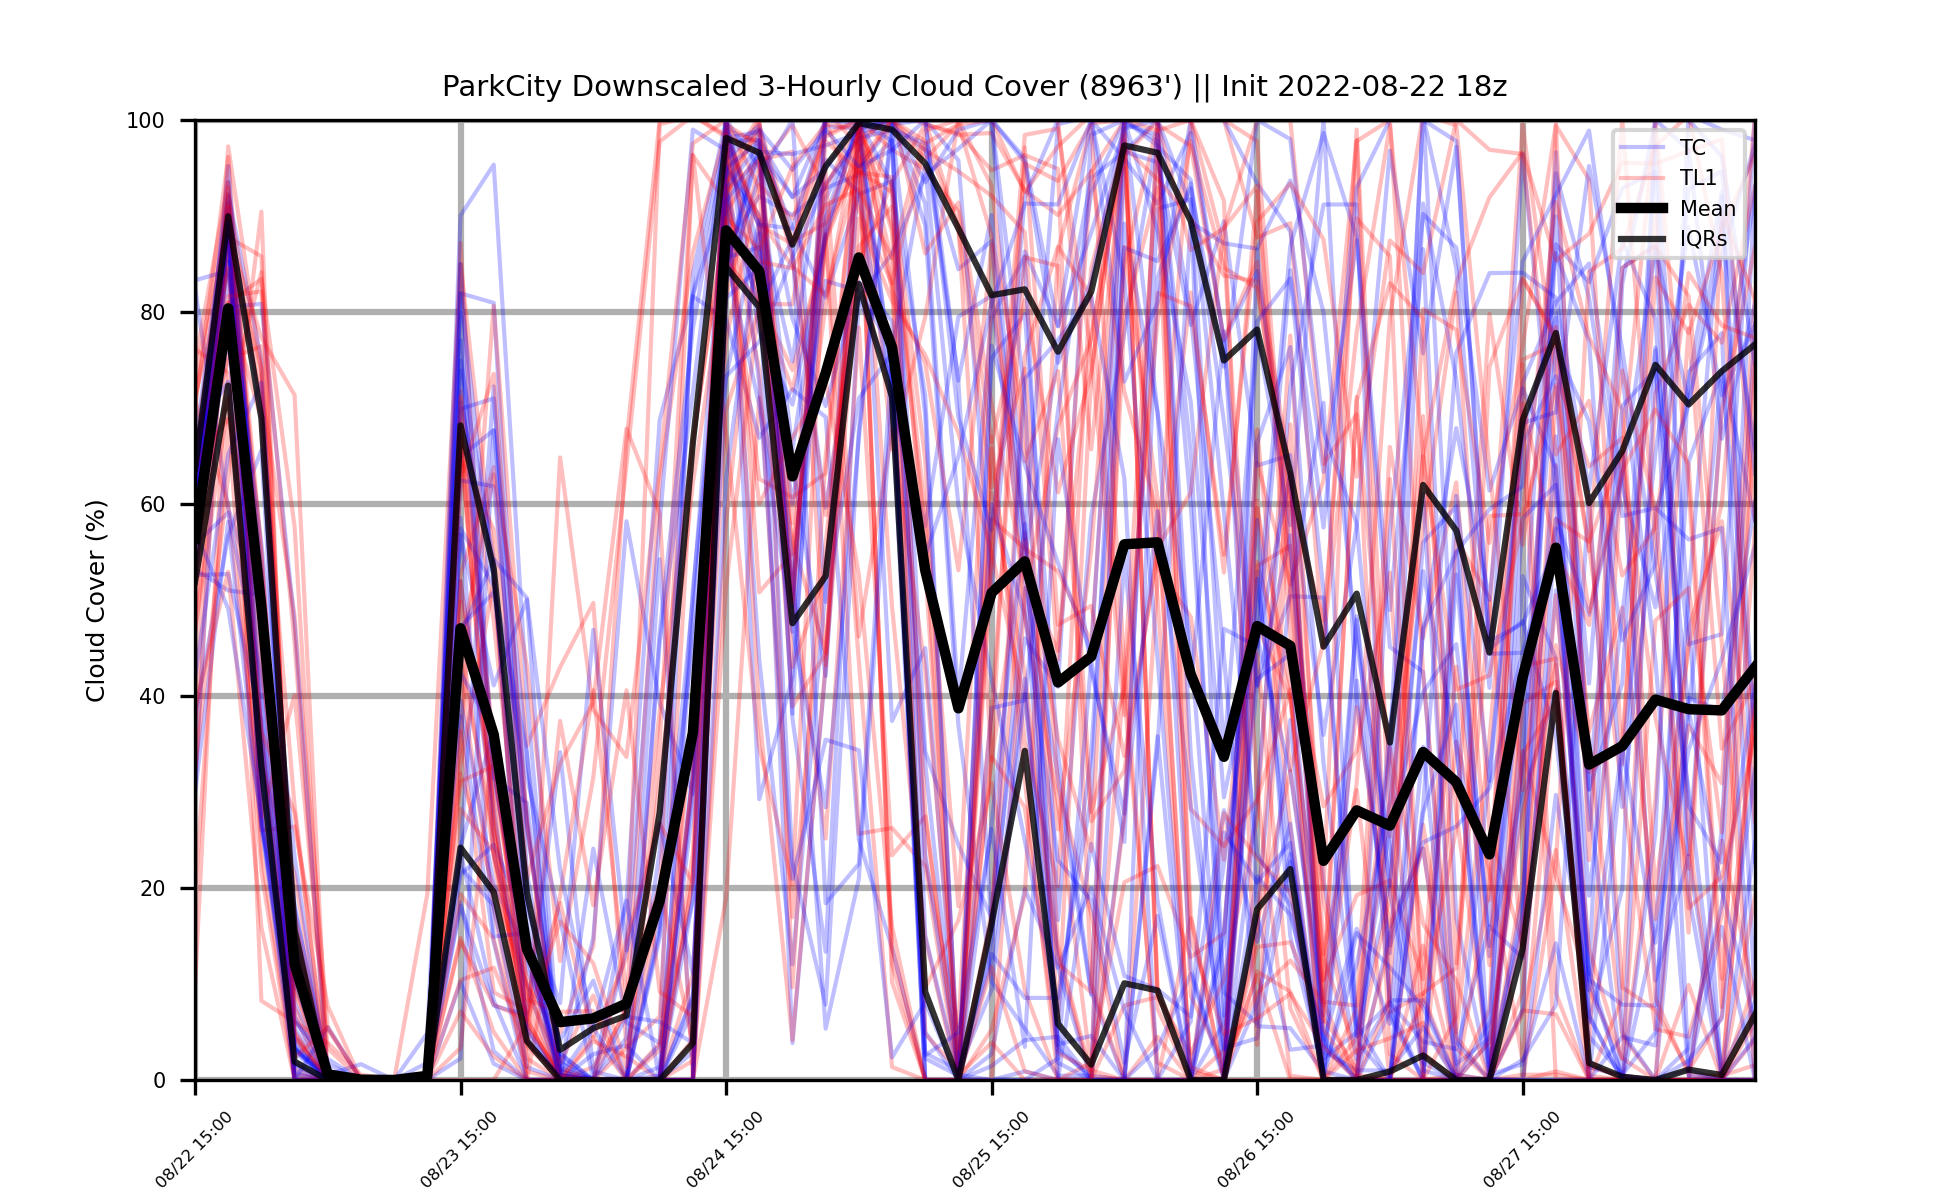 ParkCity Downscaled 3-Hourly Cloud Cover (8963') || Init 2022-08-22 18z
Cloud Cover (%)
100
80
60
40
20
0
TC
TL1
Mean
IQRs
08/22 15:00
08/23 15:00
08/24 15:00
08/25 15:00
08/26 15:00
08/27 15:00